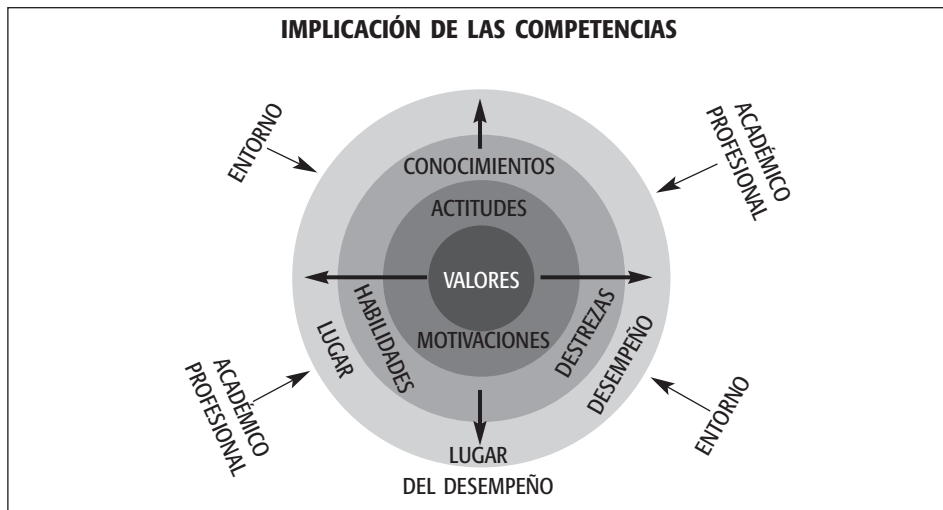 IMPLICACIÓN DE LAS COMPETENCIAS
ENTORNO
ACADÉMICO
PROFESIONAL
CONOCIMIENTOS
ACTITUDES
VALORES
MOTIVACIONES
HABILIDADES
DESTREZAS
LUGAR
DESEMPEÑO
ACADÉMICO
PROFESIONAL
ENTORNO
LUGAR
DEL DESEMPEÑO